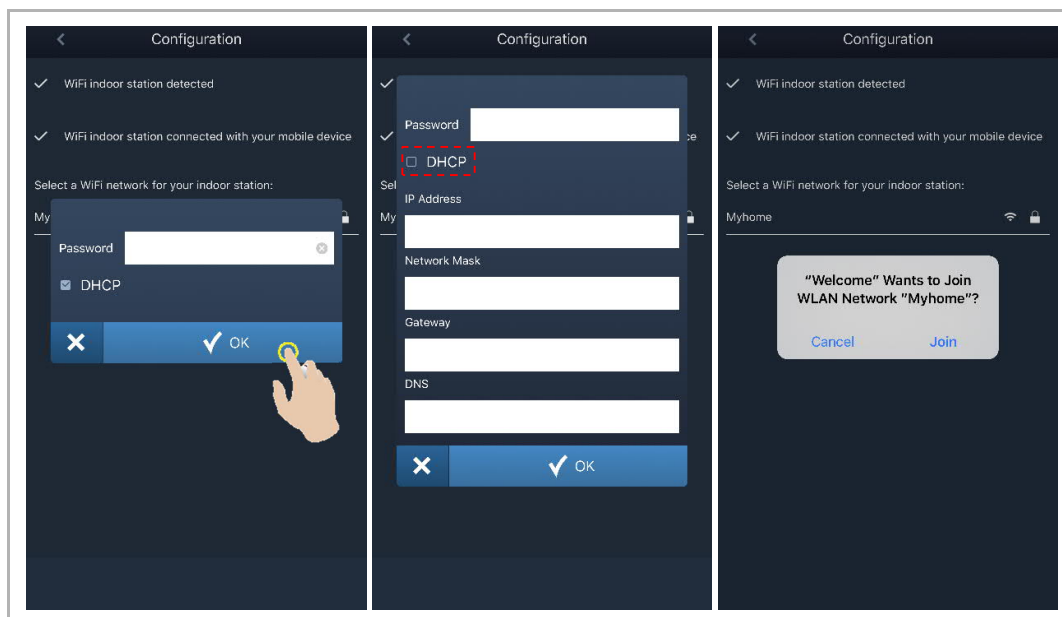 Configuration
WiFi indoor station detected
WiFi indoor station connected with your mobile device
Select a WiFi network for your indoor station:
My
Password
DHCP
OK
Configuration
Password
ce
DHCP
Sel
IP Address
My
Network Mask
Gateway
DNS
OK
Configuration
WiFi indoor station detected
WiFi indoor station connected with your mobile device
Select a WiFi network for your indoor station:
Myhome
"Welcome" Wants to Join
WLAN Network "Myhome"?
Cancel Join